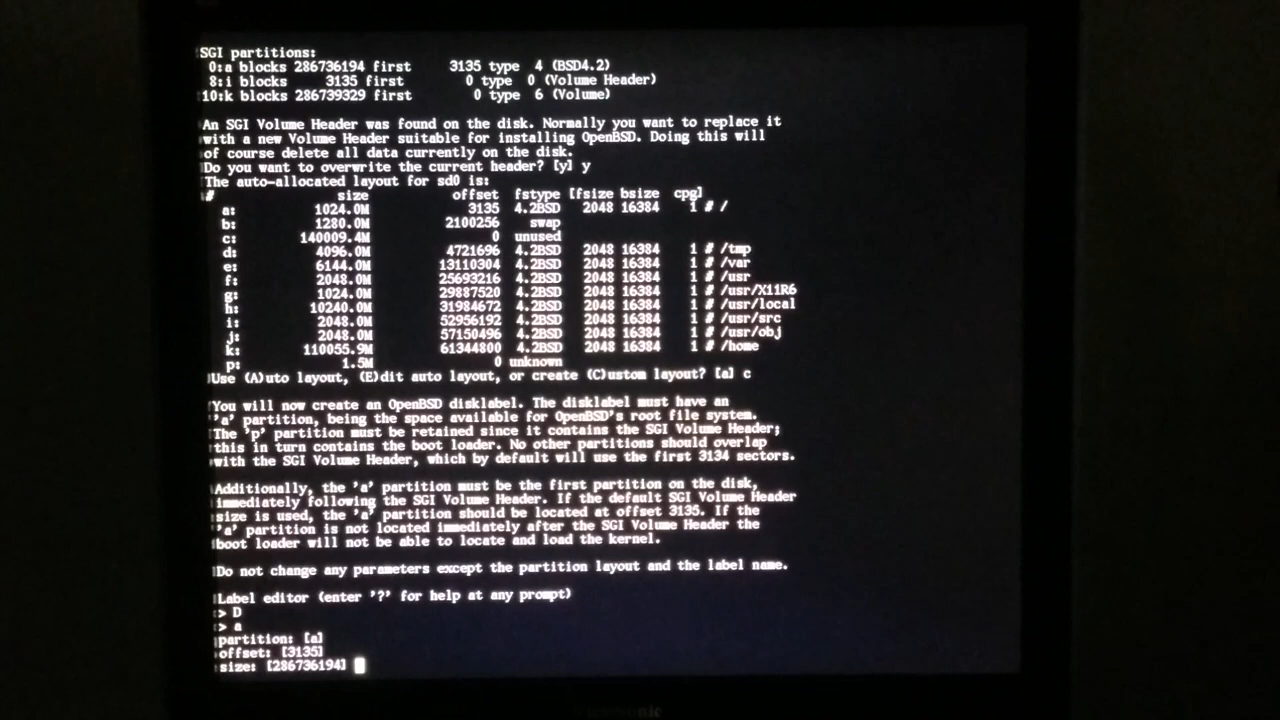 SGI partitions:
0:a blocks 286736194 first 3135 type 4 (BSD4.2)
8:i blocks 3135 first 0 type 0 (Volume Header)
10:k blocks 286739329 first 0 type 6 (Volume)
An SGI Volume Header was found on the disk. Normally you want to replace it
with a new Volume Header suitable for installing OpenBSD. Doing this will
of course delete all data currently on the disk.
Do you want to overwrite the current header? [y] y
The auto-allocated layout for sd0 is:
# size offset fstype [fsize bsize cpg]
a: 1024.0M 3135 4.2BSD 2048 16384 1 # /
b: 1280.0M 2100256 swap
c: 140009.4M 0 unused
d: 4096.0M 4721696 4.2BSD 2048 16384 1 # /tmp
e: 6144.0M 13110304 4.2BSD 2048 16384 1 # /var
f: 2048.0M 25693216 4.2BSD 2048 16384 1 # /usr
g: 1024.0M 29887520 4.2BSD 2048 16384 1 # /usr/X11R6
h: 10240.0M 31984672 4.2BSD 2048 16384 1 # /usr/local
i: 2048.0M 52956192 4.2BSD 2048 16384 1 # /usr/src
j: 2048.0M 57150496 4.2BSD 2048 16384 1 # /usr/obj
k: 110055.9M 61344800 4.2BSD 2048 16384 1 # /home
p: 1.5M 0 unknown
Use (A)uto layout, (E)dit auto layout, or create (C)ustom layout? [a] c
You will now create an OpenBSD disklabel. The disklabel must have an
'a' partition, being the space available for OpenBSD's root file system.
The 'p' partition must be retained since it contains the SGI Volume Header;
this in turn contains the boot loader. No other partitions should overlap
with the SGI Volume Header, which by default will use the first 3134 sectors.
Additionally, the 'a' partition must be the first partition on the disk,
immediately following the SGI Volume Header. If the default SGI Volume Header
size is used, the 'a' partition should be located at offset 3135. If the
'a' partition is not located immediately after the SGI Volume Header the
boot loader will not be able to locate and load the kernel.
Do not change any parameters except the partition layout and the label name.
Label editor (enter '?' for help at any prompt)
> D
> a
partition: [a]
offset: [3135]
size: [286736194]